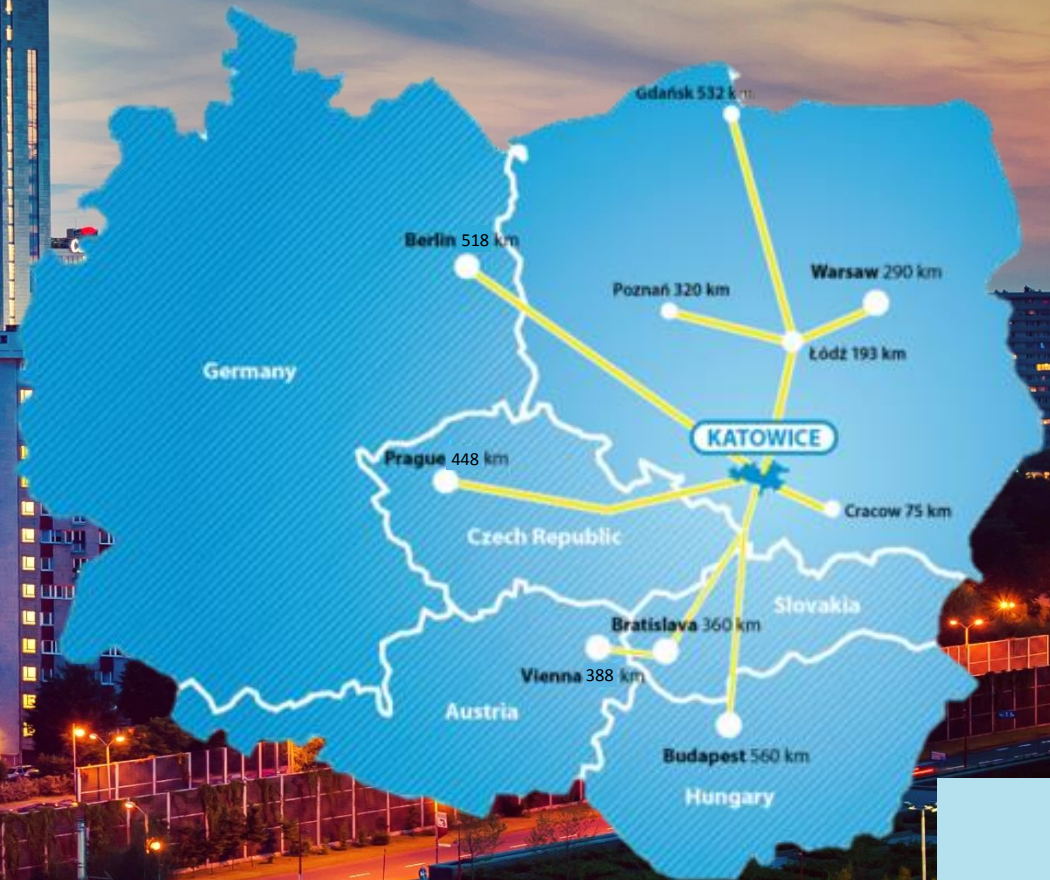 Gdańsk 532 km
Berlin 518 km
Warsaw 290 km
Poznań 320 km
Łódź 193 km
Germany
KATOWICE
Prague 448 km
Cracow 75 km
Czech Republic
Slovakia
Bratislava 360 km
Vienna 388 km
Austria
Budapest 560 km
Hungary